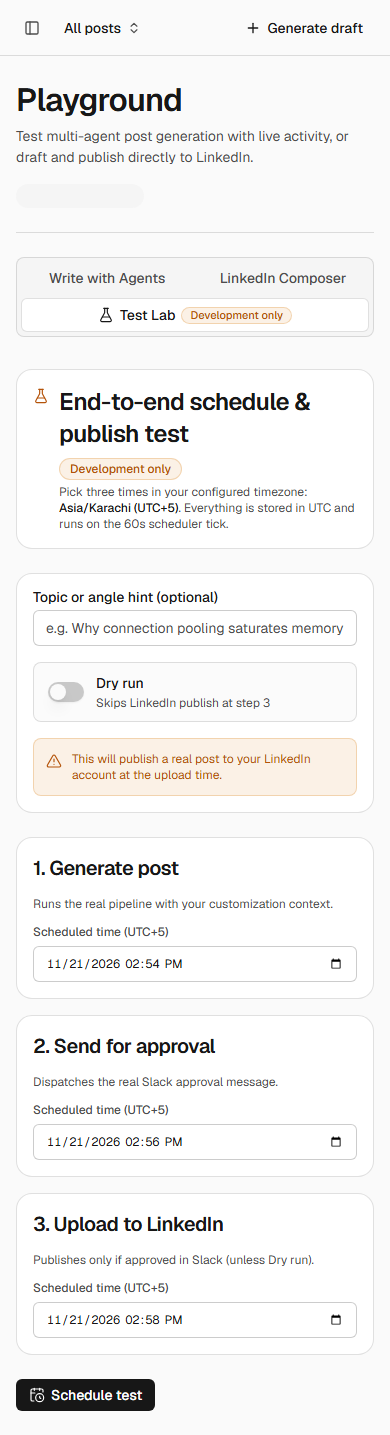 All posts
Generate draft
Playground
Test multi-agent post generation with live activity, or
draft and publish directly to LinkedIn.
Write with Agents
LinkedIn Composer
Test Lab Development only
End-to-end schedule &
publish test
Development only
Pick three times in your configured timezone:
Asia/Karachi (UTC+5). Everything is stored in UTC and
runs on the 60s scheduler tick.
Topic or angle hint (optional)
e.g. Why connection pooling saturates memory
Dry run
Skips LinkedIn publish at step 3
This will publish a real post to your LinkedIn
account at the upload time.
1. Generate post
Runs the real pipeline with your customization context.
Scheduled time (UTC+5)
11/21/2026 02:54 PM
2. Send for approval
Dispatches the real Slack approval message.
Scheduled time (UTC+5)
11/21/2026 02:56 PM
3. Upload to LinkedIn
Publishes only if approved in Slack (unless Dry run).
Scheduled time (UTC+5)
11/21/2026 02:58 PM
Schedule test